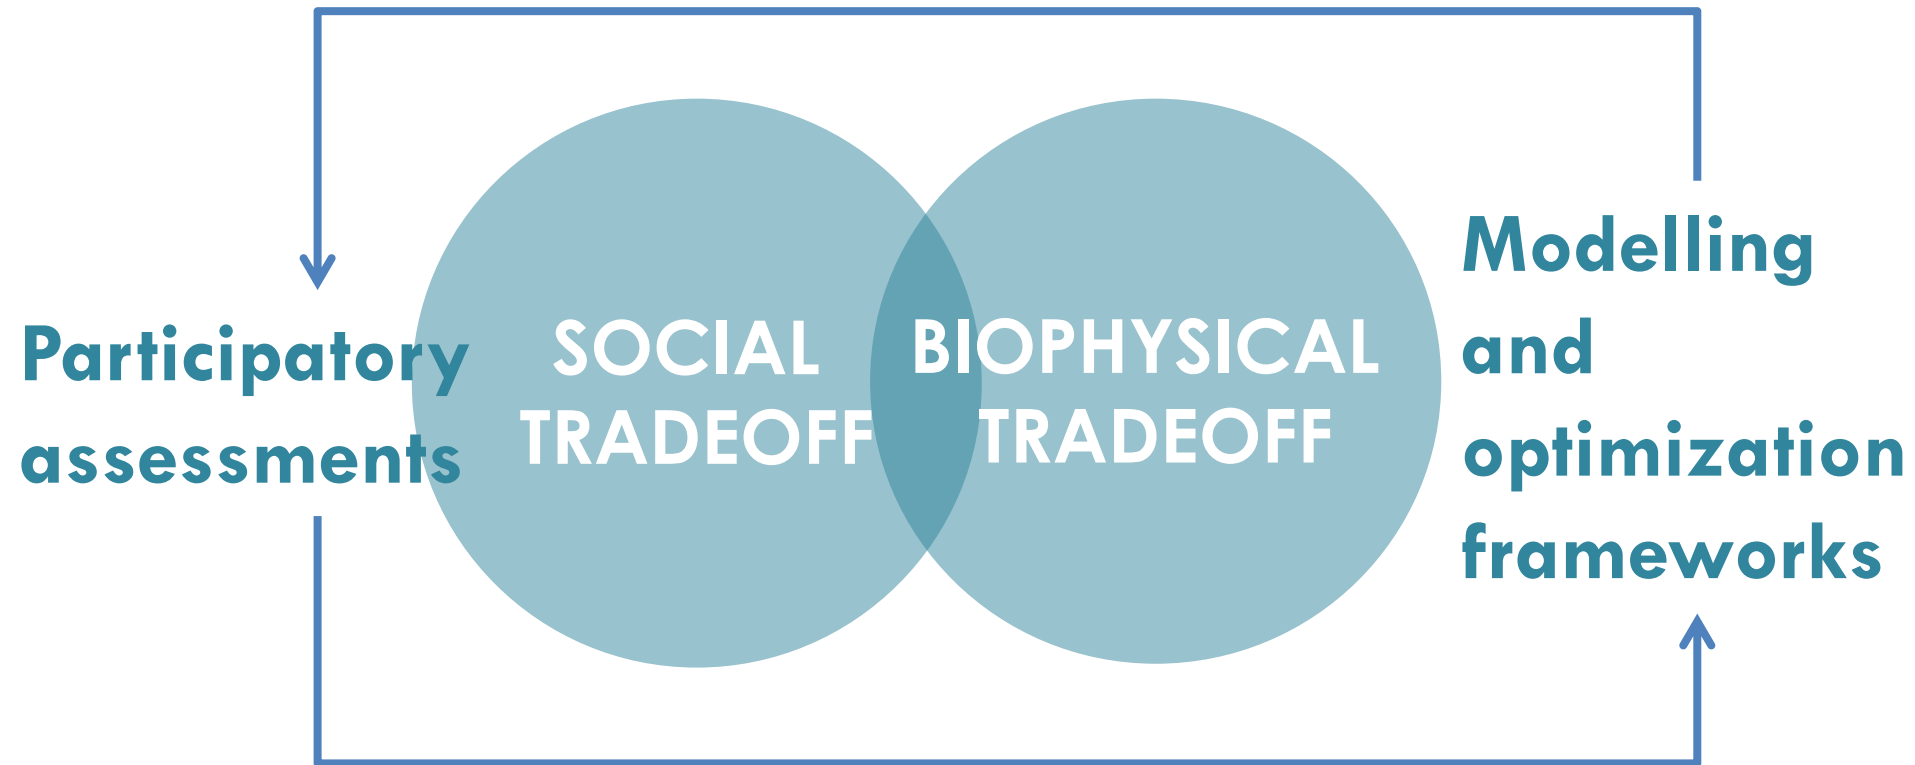 Participatory
assessments
SOCIAL
TRADEOFF
BIOPHYSICAL
TRADEOFF
Modelling
and
optimization
frameworks